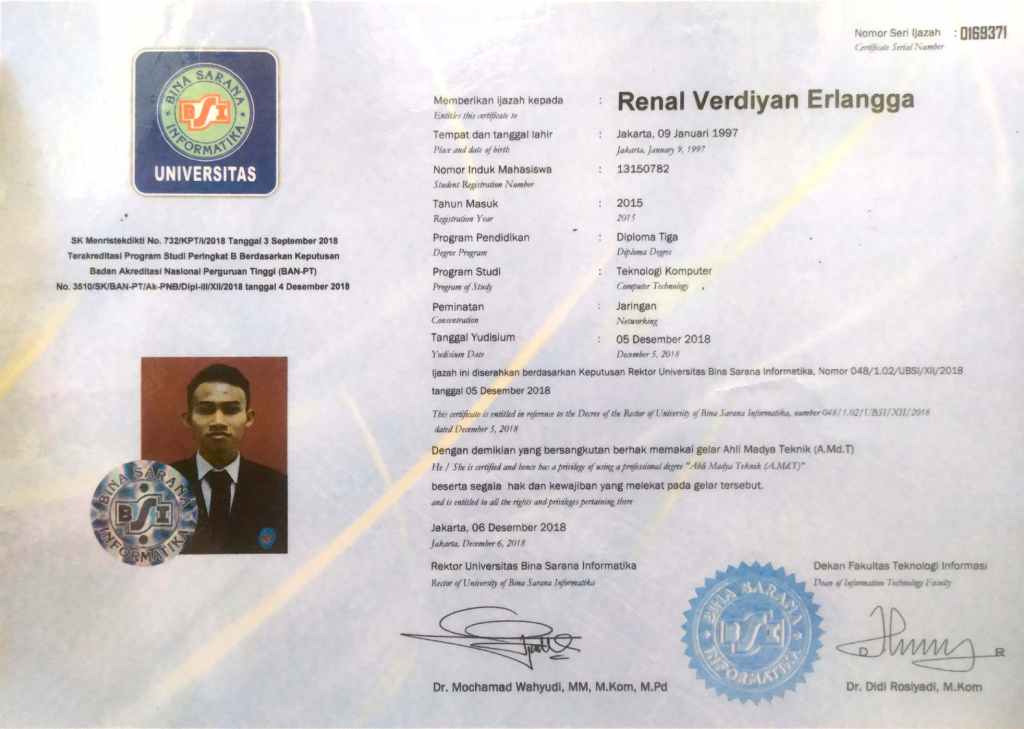 Nomor Seri Ijazah : 0169371
Certificate Serial Number
BINA SARANA
BSI
INFORMATIKA
UNIVERSITAS
SK Menristekdikti No. 732/KPT/I/2018 Tanggal 3 September 2018
Terakreditasi Program Studi Peringkat B Berdasarkan Keputusan
Badan Akreditasi Nasional Perguruan Tinggi (BAN-PT)
No. 3510/SK/BAN-PT/Ak-PNB/Dipl-III/XII/2018 tanggal 4 Desember 2018
Memberikan ijazah kepada : Renal Verdiyan Erlangga
Entitles this certificate to
Tempat dan tanggal lahir : Jakarta, 09 Januari 1997
Place and date of birth Jakarta, January 9, 1997
Nomor Induk Mahasiswa : 13150782
Student Registration Number
Tahun Masuk : 2015
Registration Year 2015
Program Pendidikan : Diploma Tiga
Degree Program Diploma Degree
Program Studi : Teknologi Komputer
Program of Study Computer Technology
Peminatan : Jaringan
Concentration Networking
Tanggal Yudisium : 05 Desember 2018
Yudisium Date December 5, 2018
Ijazah ini diserahkan berdasarkan Keputusan Rektor Universitas Bina Sarana Informatika, Nomor 048/1.02/UBSI/XII/2018
tanggal 05 Desember 2018
This certificate is entitled in reference to the Decree of the Rector of University of Bina Sarana Informatika, number 048/1.02/UBSI/XII/2018
dated December 5, 2018
Dengan demikian yang bersangkutan berhak memakai gelar Ahli Madya Teknik (A.Md.T)
He / She is certified and hence has a privilege of using a professional degree "Ahli Madya Teknik (A.Md.T)"
beserta segala hak dan kewajiban yang melekat pada gelar tersebut.
and is entitled to all the rights and privileges pertaining there
Jakarta, 06 Desember 2018
Jakarta, December 6, 2018
Rektor Universitas Bina Sarana Informatika
Rector of University of Bina Sarana Informatika
Dr. Mochamad Wahyudi, MM, M.Kom, M.Pd
Dekan Fakultas Teknologi Informasi
Dean of Information Technology Faculty
Dr. Didi Rosiyadi, M.Kom
BINA SARANA
BSI
INFORMATIKA
BINA SARANA
BSI
INFORMATIKA